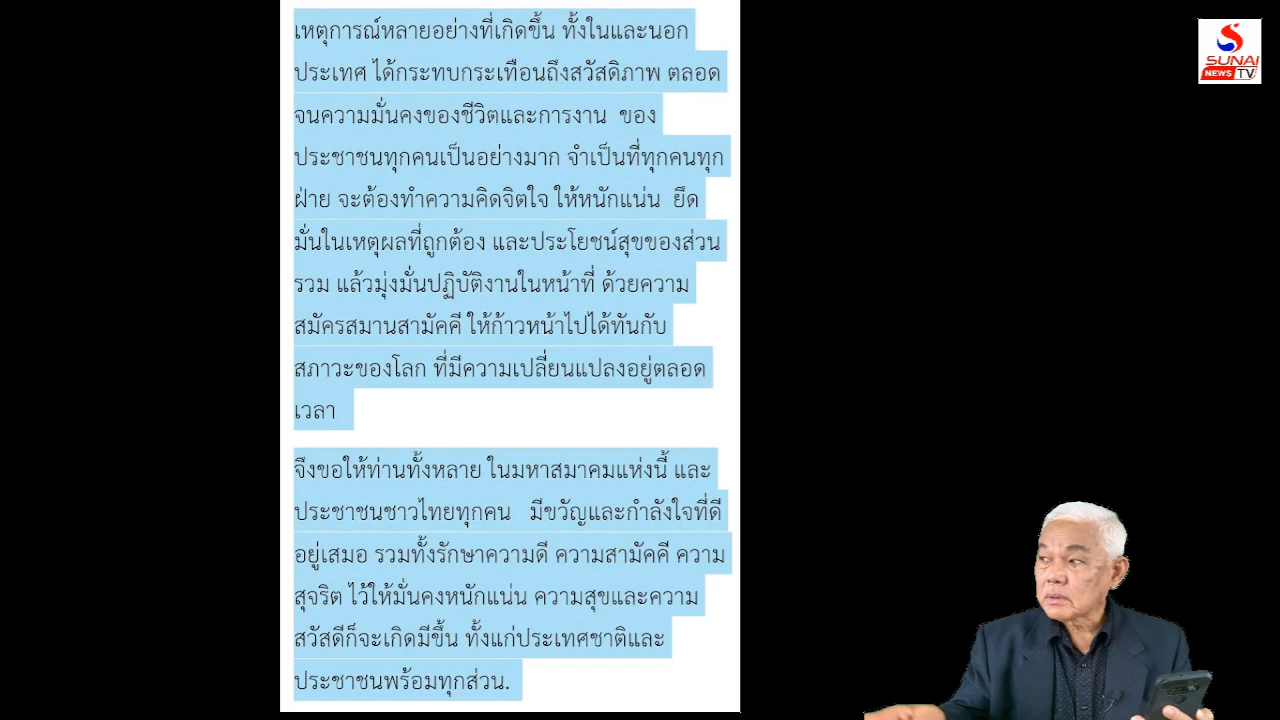 เหตุการณ์หลายอย่างที่เกิดขึ้น ทั้งในและนอก
ประเทศ ได้กระทบกระเทือนถึงสวัสดิภาพ ตลอด
จนความมั่นคงของชีวิตและการงาน  ของ
ประชาชนทุกคนเป็นอย่างมาก จำเป็นที่ทุกคนทุก
ฝ่าย จะต้องทำความคิดจิตใจ ให้หนักแน่น  ยึด
มั่นในเหตุผลที่ถูกต้อง และประโยชน์สุขของส่วน
รวม แล้วมุ่งมั่นปฏิบัติงานในหน้าที่ ด้วยความ
สมัครสมานสามัคคี ให้ก้าวหน้าไปได้ทันกับ
สภาวะของโลก ที่มีความเปลี่ยนแปลงอยู่ตลอด
เวลา
จึงขอให้ท่านทั้งหลาย ในมหาสมาคมแห่งนี้ และ
ประชาชนชาวไทยทุกคน   มีขวัญและกำลังใจที่ดี
อยู่เสมอ รวมทั้งรักษาความดี ความสามัคคี ความ
สุจริต ไว้ให้มั่นคงหนักแน่น ความสุขและความ
สวัสดีก็จะเกิดมีขึ้น ทั้งแก่ประเทศชาติและ
ประชาชนพร้อมทุกส่วน.
SUNAI
NEWS TV